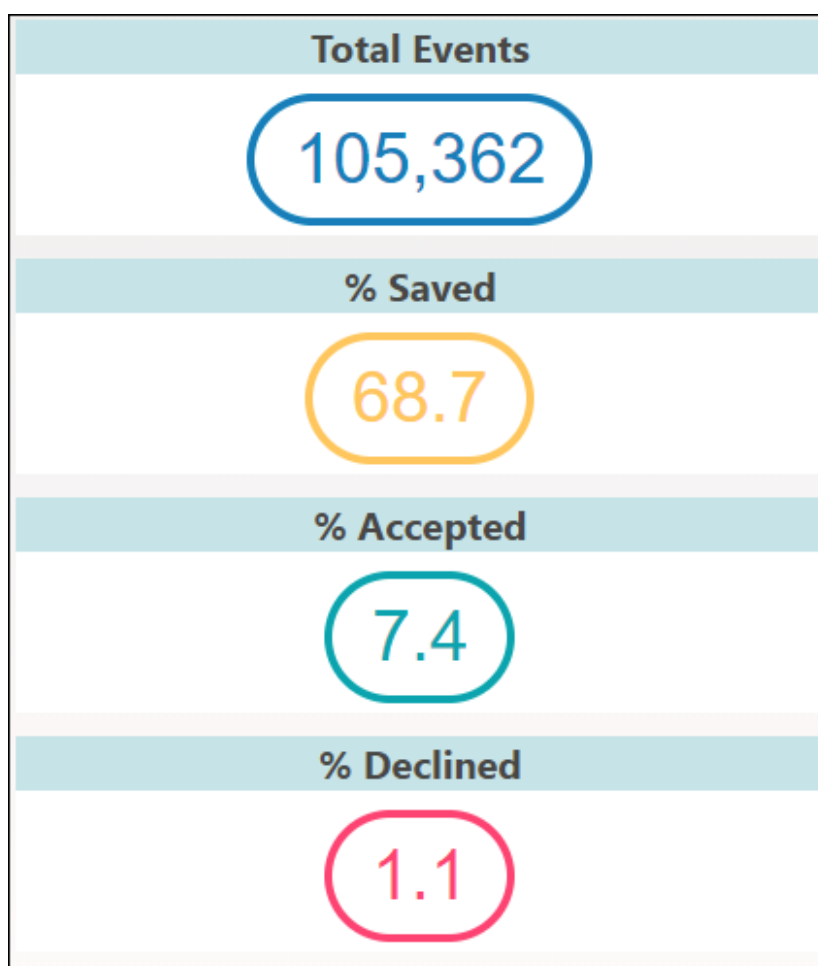 Total Events
105,362
% Saved
68.7
% Accepted
7.4
% Declined
1.1